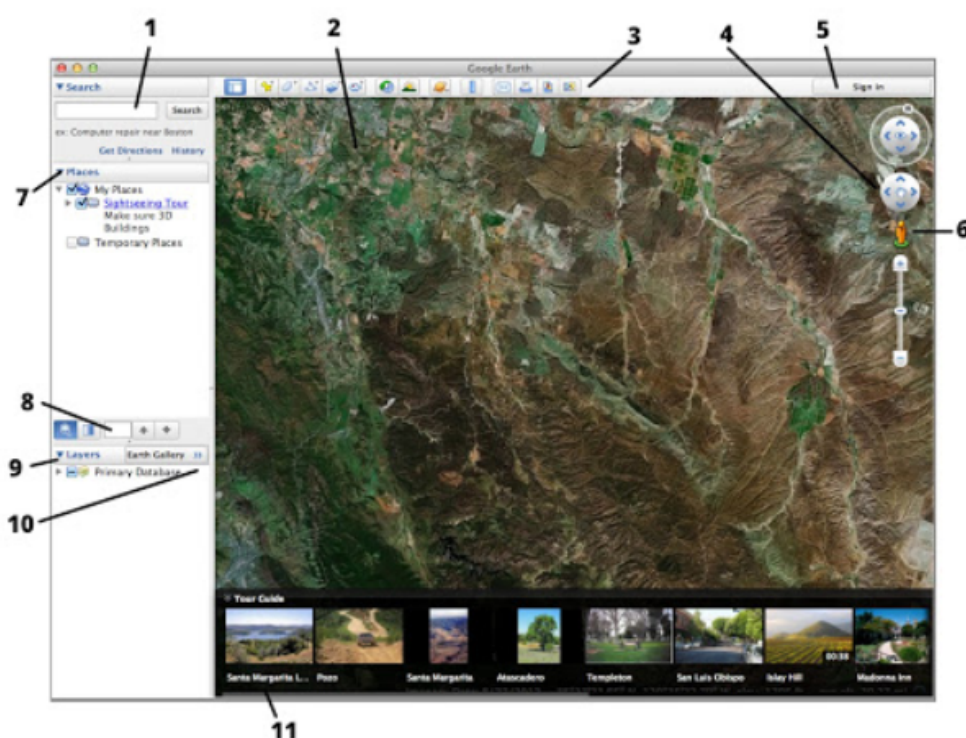 1
2
3
4
5
Google Earth
Search
Sign in
Search
ex: Computer repair near Boston
Get Directions History
Places
7
My Places
Sightseeing Tour
Make sure 3D
Buildings
Temporary Places
6
8
Layers
Earth Gallery
9
Primary Database
10
Tour Guide
00:38
Santa Margarita L...
Pozo
Santa Margarita
Atascadero
Templeton
San Luis Obispo
Islay Hill
Madonna Inn
11